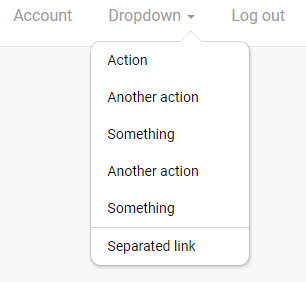 Account Dropdown Log out
Action
Another action
Something
Another action
Something
Separated link